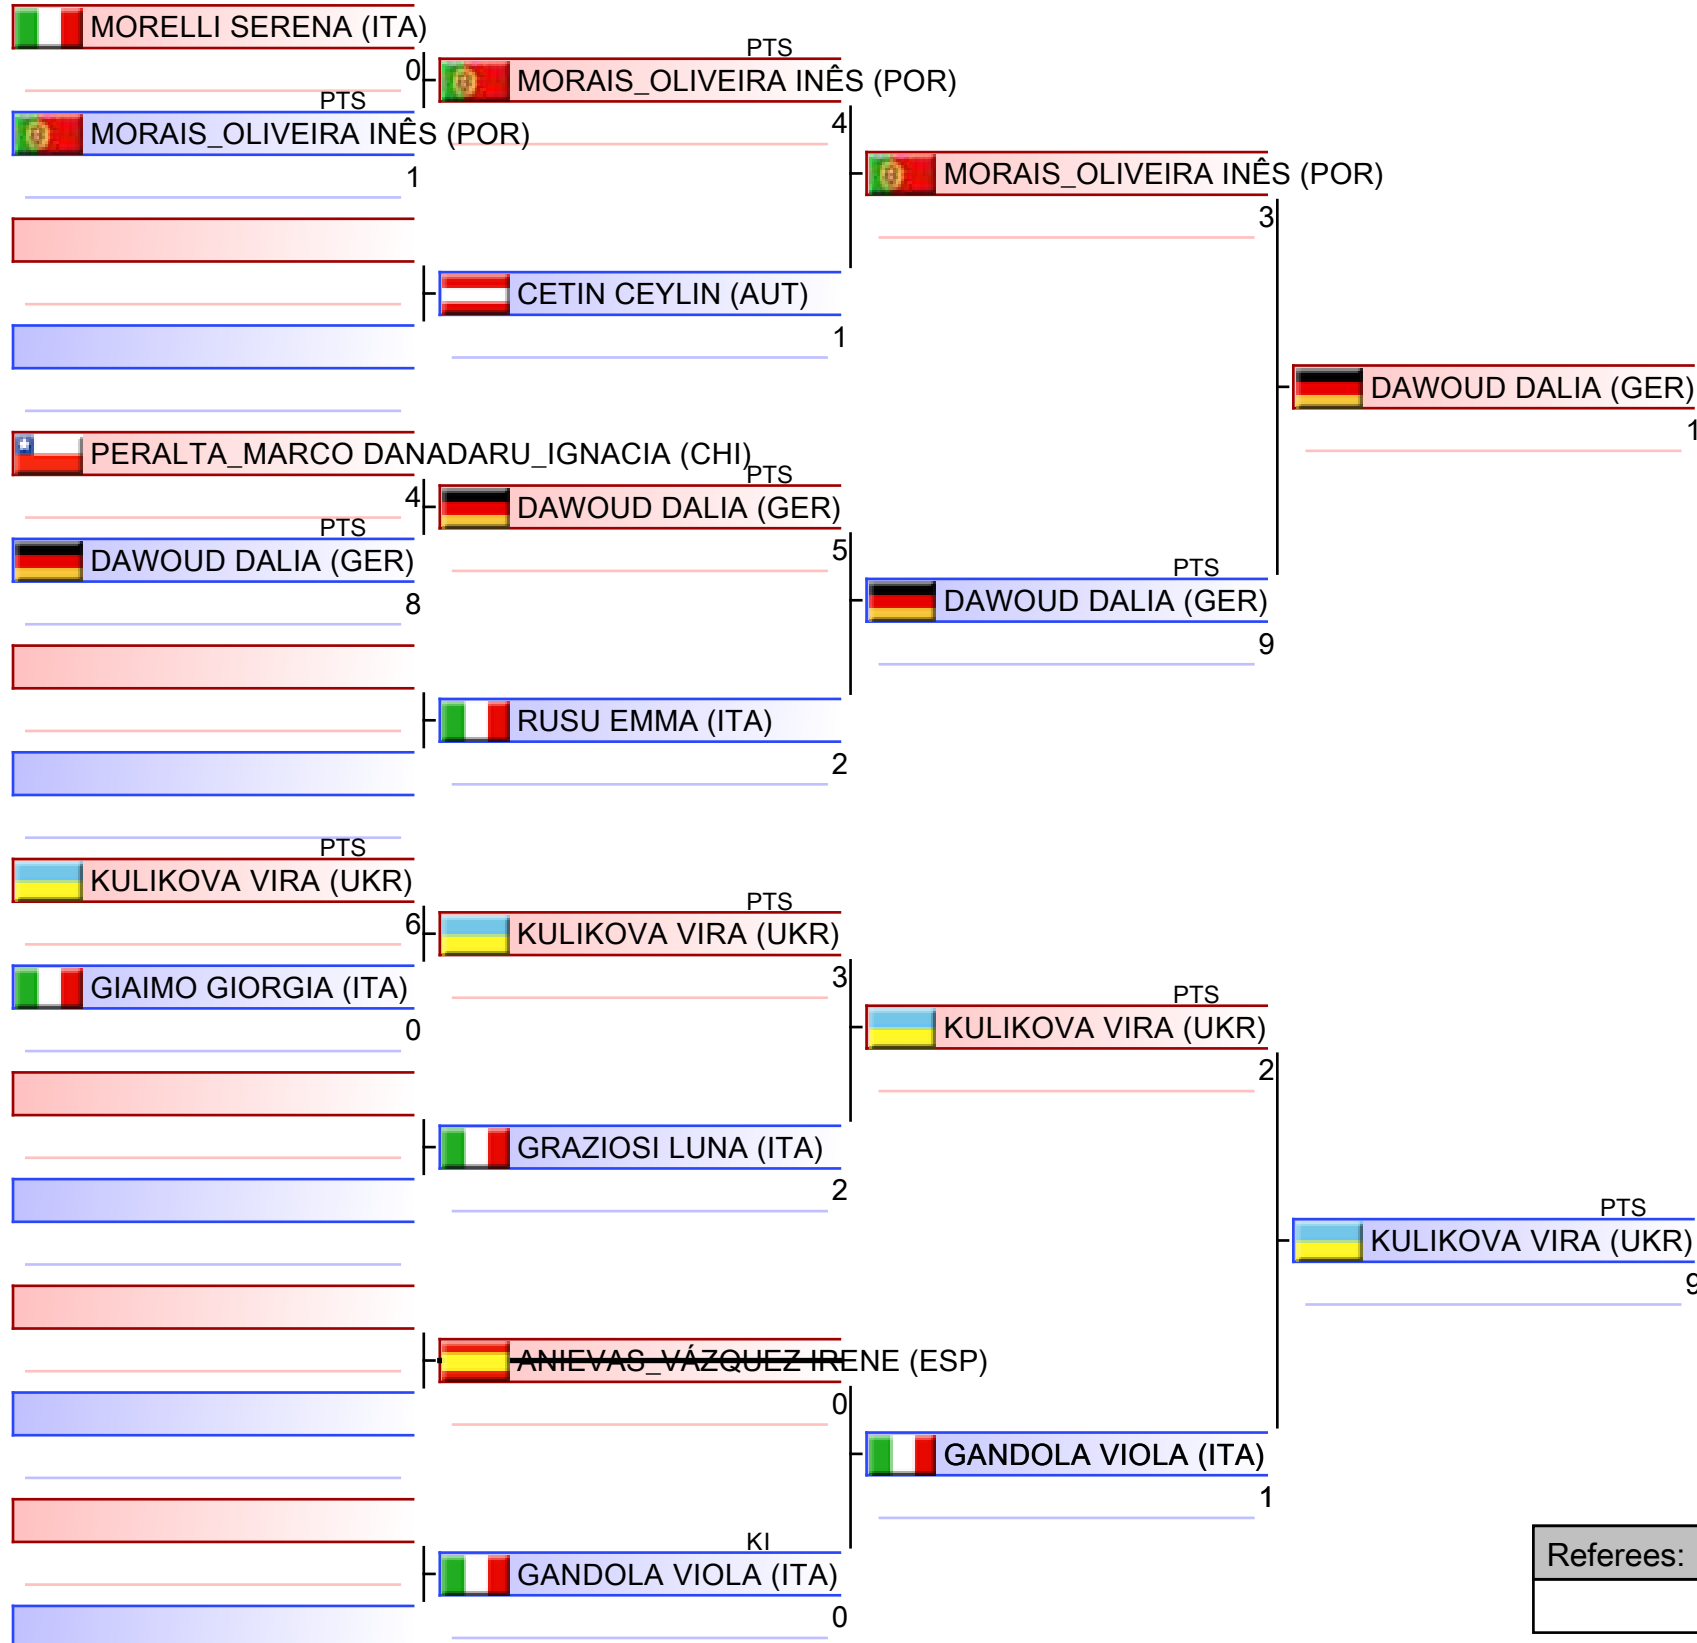 MORELLI SERENA (ITA)
0
PTS
MORAIS_OLIVEIRA INÊS (POR)
1
PTS
MORAIS_OLIVEIRA INÊS (POR)
4
CETIN CEYLIN (AUT)
1
MORAIS_OLIVEIRA INÊS (POR)
3
PERALTA_MARCO DANADARU_IGNACIA (CHI)
4
PTS
DAWOUD DALIA (GER)
8
PTS
DAWOUD DALIA (GER)
5
RUSU EMMA (ITA)
2
PTS
DAWOUD DALIA (GER)
9
DAWOUD DALIA (GER)
1
PTS
KULIKOVA VIRA (UKR)
6
GIAIMO GIORGIA (ITA)
0
PTS
KULIKOVA VIRA (UKR)
3
GRAZIOSI LUNA (ITA)
2
PTS
KULIKOVA VIRA (UKR)
2
ANIEVAS_VÁZQUEZ IRENE (ESP)
0
KI
GANDOLA VIOLA (ITA)
0
GANDOLA VIOLA (ITA)
1
PTS
KULIKOVA VIRA (UKR)
9
Referees: